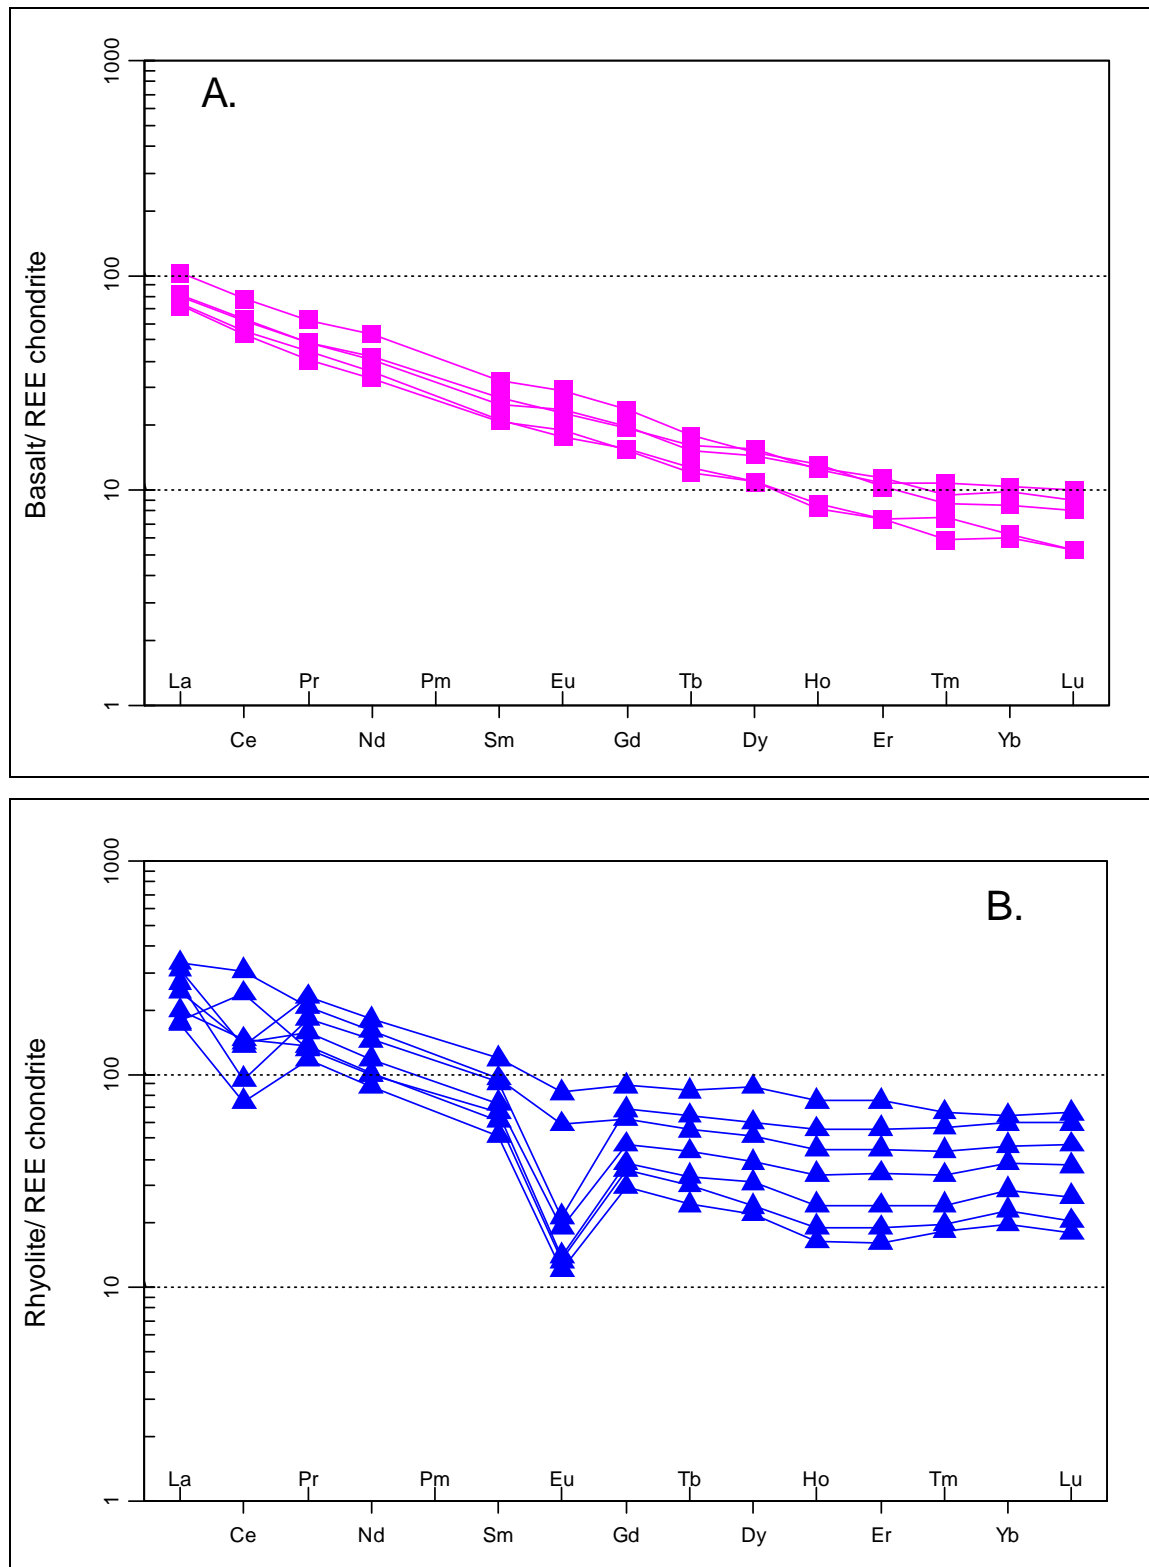 A.
Basalt/ REE chondrite
1000
100
10
1
La Pr Pm Eu Tb Ho Tm Lu
Ce Nd Sm Gd Dy Er Yb
B.
Rhyolite/ REE chondrite
1000
100
10
1
La Pr Pm Eu Tb Ho Tm Lu
Ce Nd Sm Gd Dy Er Yb